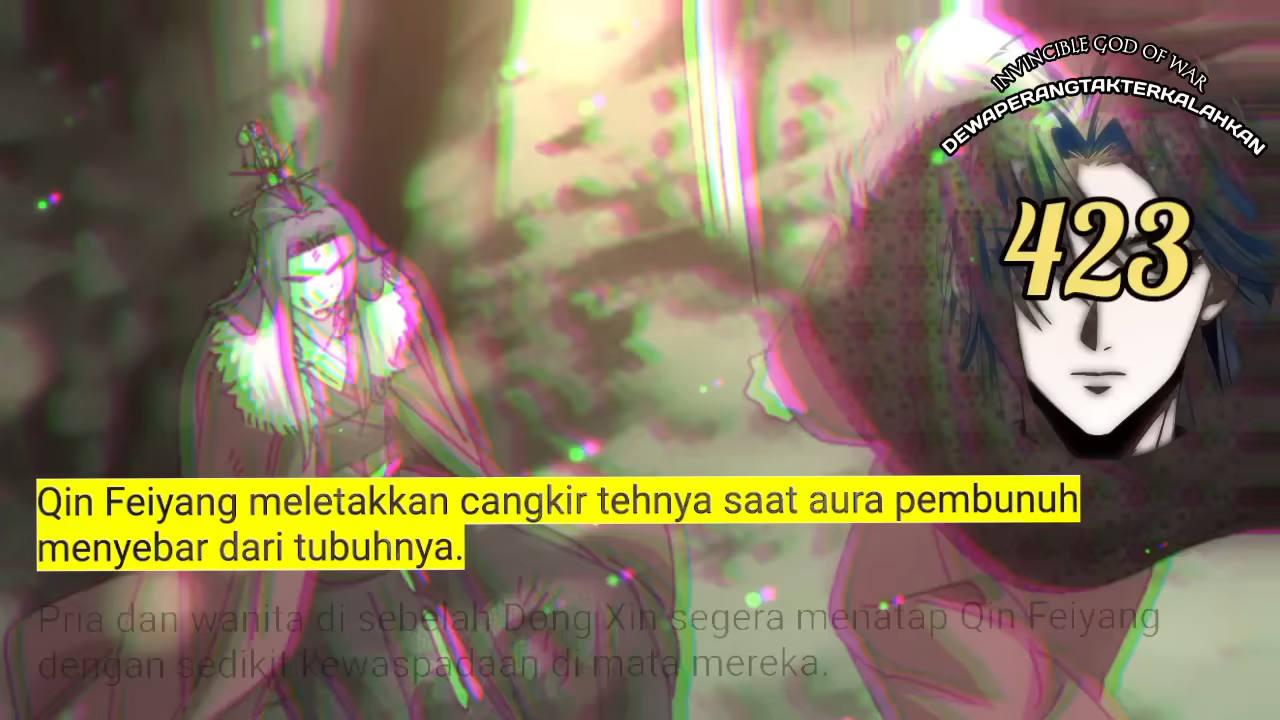 INVINCIBLE GOD OF WAR
DEWAPERANGTAKTERKALAHKAN
423
Qin Feiyang meletakkan cangkir tehnya saat aura pembunuh
menyebar dari tubuhnya.
Pria dan wanita di sebelah Dong Xin segera menatap Qin Feiyang
dengan sedikit kewaspadaan di mata mereka.